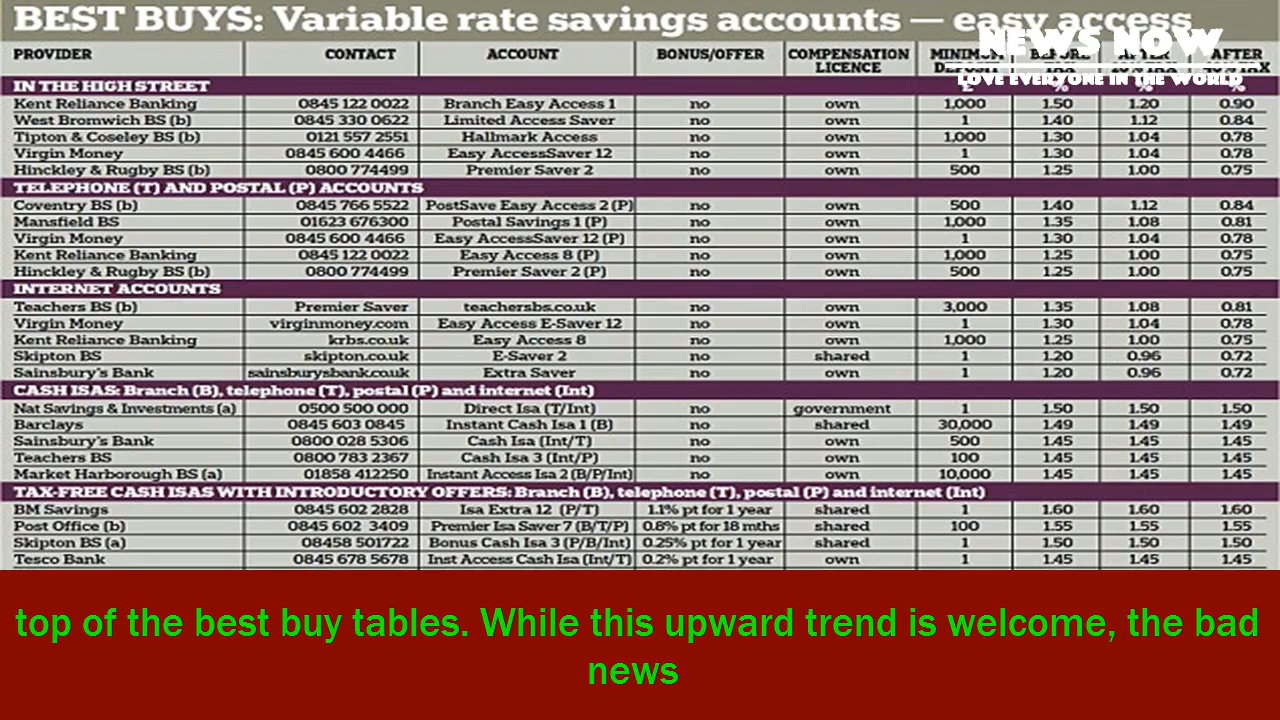 BEST BUYS: Variable rate savings accounts — easy access
NEWS NOW
LOVE EVERYONE IN THE WORLD
PROVIDER CONTACT ACCOUNT BONUS/OFFER COMPENSATION LICENCE MINIMUM DEPOSIT BEFORE TAX AFTER AFTER TAX
IN THE HIGH STREET £ % % %
Kent Reliance Banking 0845 122 0022 Branch Easy Access 1 no own 1,000 1.50 1.20 0.90
West Bromwich BS (b) 0845 330 0622 Limited Access Saver no own 1 1.40 1.12 0.84
Tipton & Coseley BS (b) 0121 557 2551 Hallmark Access no own 1,000 1.30 1.04 0.78
Virgin Money 0845 600 4466 Easy AccessSaver 12 no own 1 1.30 1.04 0.78
Hinckley & Rugby BS (b) 0800 774499 Premier Saver 2 no own 500 1.25 1.00 0.75
TELEPHONE (T) AND POSTAL (P) ACCOUNTS
Coventry BS (b) 0845 766 5522 PostSave Easy Access 2 (P) no own 500 1.40 1.12 0.84
Mansfield BS 01623 676300 Postal Savings 1 (P) no own 1,000 1.35 1.08 0.81
Virgin Money 0845 600 4466 Easy AccessSaver 12 (P) no own 1 1.30 1.04 0.78
Kent Reliance Banking 0845 122 0022 Easy Access 8 (P) no own 1,000 1.25 1.00 0.75
Hinckley & Rugby BS (b) 0800 774499 Premier Saver 2 (P) no own 500 1.25 1.00 0.75
INTERNET ACCOUNTS
Teachers BS (b) Premier Saver teachersbs.co.uk no own 3,000 1.35 1.08 0.81
Virgin Money virginmoney.com Easy Access E-Saver 12 no own 1 1.30 1.04 0.78
Kent Reliance Banking krbs.co.uk Easy Access 8 no own 1,000 1.25 1.00 0.75
Skipton BS skipton.co.uk E-Saver 2 no shared 1 1.20 0.96 0.72
Sainsbury's Bank sainsburysbank.co.uk Extra Saver no own 1 1.20 0.96 0.72
CASH ISAS: Branch (B), telephone (T), postal (P) and internet (Int)
Nat Savings & Investments (a) 0500 500 000 Direct Isa (T/Int) no government 1 1.50 1.50 1.50
Barclays 0845 603 0845 Instant Cash Isa 1 (B) no shared 30,000 1.49 1.49 1.49
Sainsbury's Bank 0800 028 5306 Cash Isa (Int/T) no own 500 1.45 1.45 1.45
Teachers BS 0800 783 2367 Cash Isa 3 (Int/P) no own 100 1.45 1.45 1.45
Market Harborough BS (a) 01858 412250 Instant Access Isa 2 (B/P/Int) no own 10,000 1.45 1.45 1.45
TAX-FREE CASH ISAS WITH INTRODUCTORY OFFERS: Branch (B), telephone (T), postal (P) and internet (Int)
BM Savings 0845 602 2828 Isa Extra 12 (P/T) 1.1% pt for 1 year shared 1 1.60 1.60 1.60
Post Office (b) 0845 602 3409 Premier Isa Saver 7 (B/T/P) 0.8% pt for 18 mths shared 100 1.55 1.55 1.55
Skipton BS (a) 08458 501722 Bonus Cash Isa 3 (P/B/Int) 0.25% pt for 1 year shared 1 1.50 1.50 1.50
Tesco Bank 0845 678 5678 Inst Access Cash Isa (Int/T) 0.2% pt for 1 year own 1 1.45 1.45 1.45
top of the best buy tables. While this upward trend is welcome, the bad
news